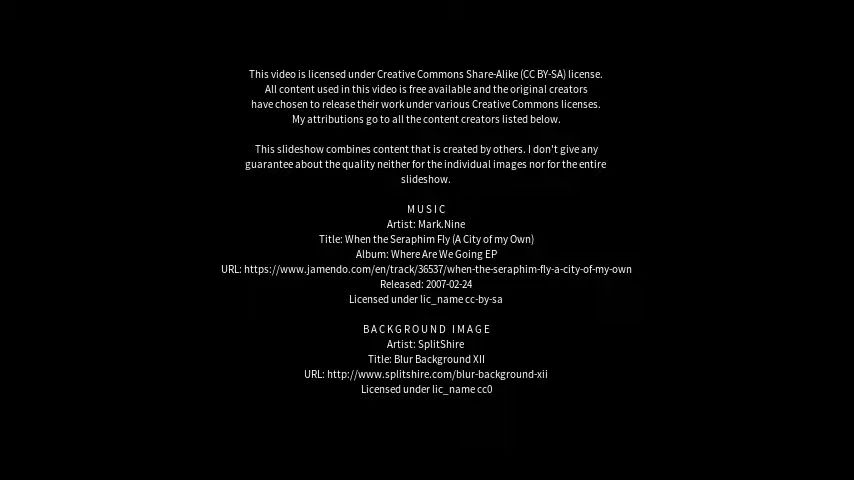 This video is licensed under Creative Commons Share-Alike (CC BY-SA) license.
All content used in this video is free available and the original creators
have chosen to release their work under various Creative Commons licenses.
My attributions go to all the content creators listed below.
This slideshow combines content that is created by others. I don't give any
guarantee about the quality neither for the individual images nor for the entire
slideshow.
MUSIC
Artist: Mark.Nine
Title: When the Seraphim Fly (A City of my Own)
Album: Where Are We Going EP
URL: https://www.jamendo.com/en/track/36537/when-the-seraphim-fly-a-city-of-my-own
Released: 2007-02-24
Licensed under lic_name cc-by-sa
BACKGROUND IMAGE
Artist: SplitShire
Title: Blur Background XII
URL: http://www.splitshire.com/blur-background-xii
Licensed under lic_name cc0